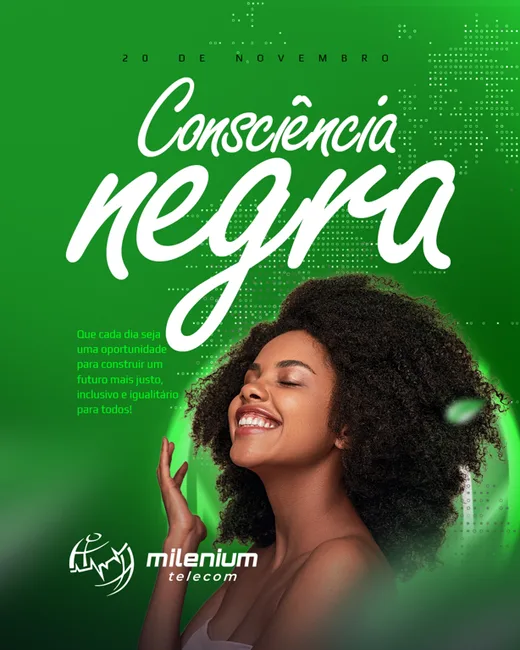 20 DE NOVEMBRO
Consciência
negra
Que cada dia seja
uma oportunidade
para construir um
futuro mais justo,
inclusivo e igualitário
para todos!
milenium
telecom